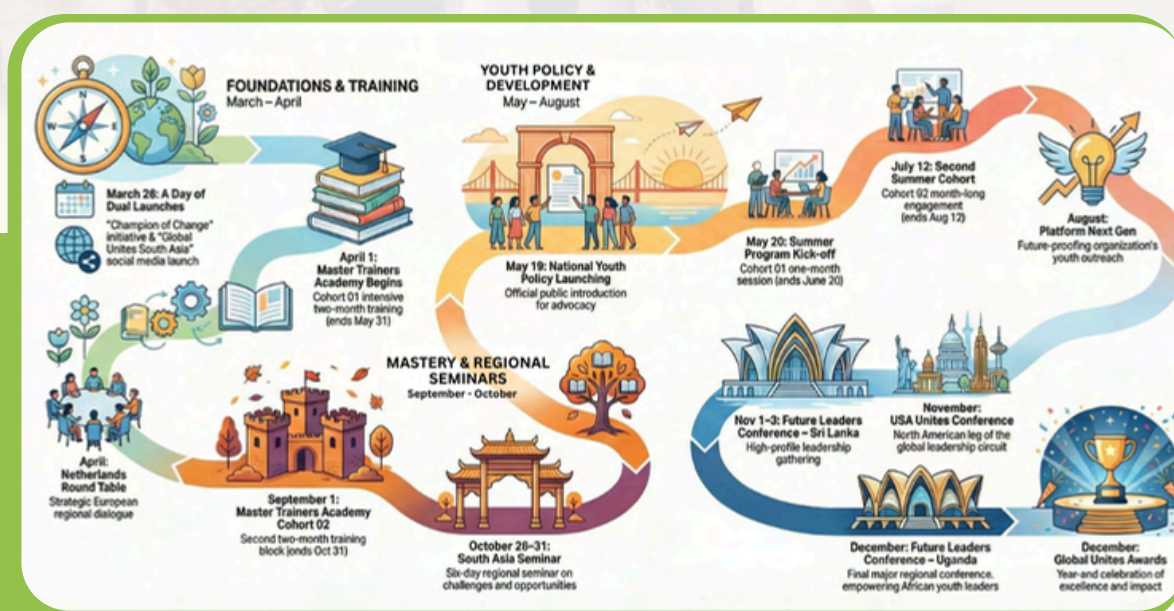 FOUNDATIONS & TRAINING
March – April
March 26: A Day of
Dual Launches
"Champion of Change"
initiative & "Global
Unites South Asia"
social media launch
April 1:
Master Trainers
Academy Begins
Cohort 01 intensive
two-month training
(ends May 31)
April:
Netherlands
Round Table
Strategic European
regional dialogue
YOUTH POLICY &
DEVELOPMENT
May – August
May 19: National Youth
Policy Launching
Official public introduction
for advocacy
May 20: Summer
Program Kick-off
Cohort 01 one-month
session (ends June 20)
July 12: Second
Summer Cohort
Cohort 02 month-long
engagement
(ends Aug 12)
August:
Platform Next Gen
Future-proofing organization's
youth outreach
MASTERY & REGIONAL
SEMINARS
September - October
September 1:
Master Trainers Academy
Cohort 02
Second two-month training
block (ends Oct 31)
October 26–31:
South Asia Seminar
Six-day regional seminar on
challenges and opportunities
Nov 1–3: Future Leaders
Conference – Sri Lanka
High-profile leadership
gathering
November:
USA Unites Conference
North American leg of the
global leadership circuit
December: Future Leaders
Conference – Uganda
Final major regional conference.
empowering African youth leaders
December:
Global Unites Awards
Year-and celebration of
excellence and impact
N
E
S
W